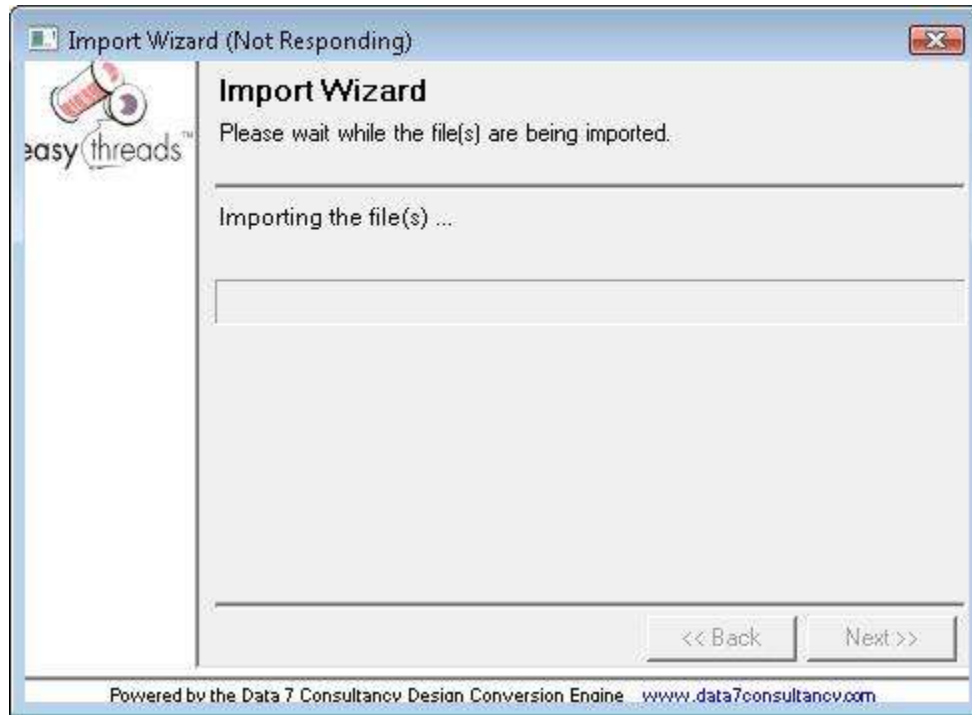 Import Wizard (Not Responding)
easy threads™
Import Wizard
Please wait while the file(s) are being imported.
Importing the file(s) ...
<< Back
Next >>
Powered by the Data 7 Consultancy Design Conversion Engine www.data7consultancy.com